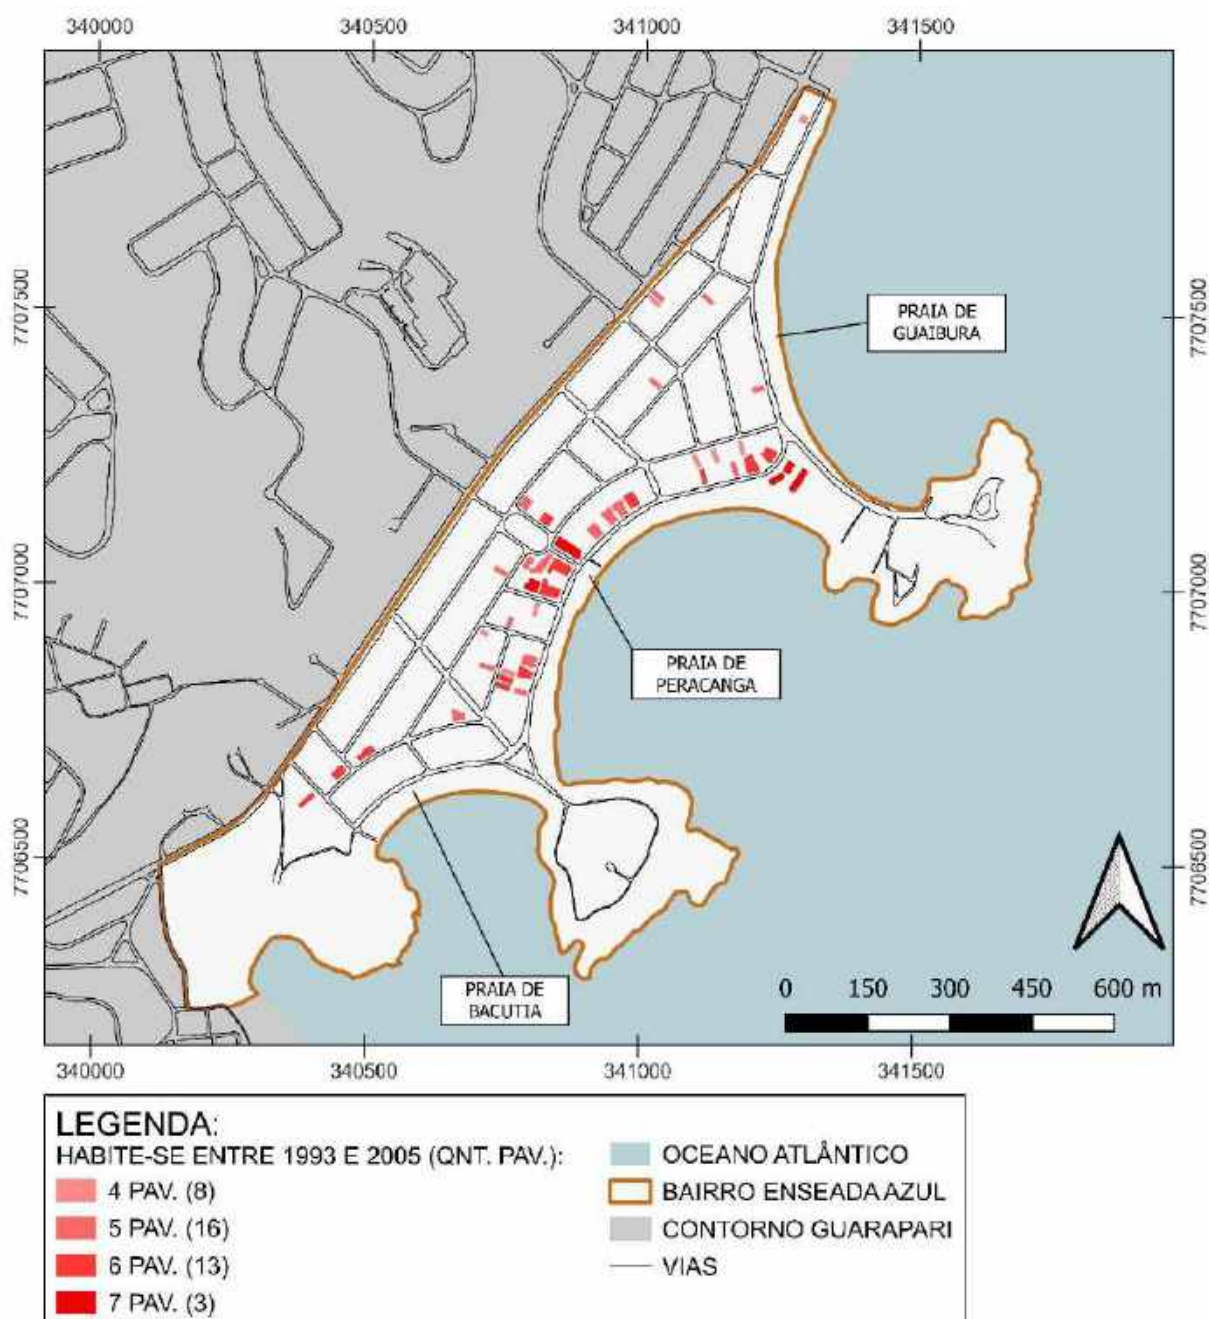 340000
340500
341000
341500
7707500
7707500
PRAIA DE
GUAIBURA
7707000
7707000
PRAIA DE
PERACANGA
7706500
7706500
PRAIA DE
BACUTIA
0 150 300 450 600 m
340000
340500
341000
341500
LEGENDA:
HABITE-SE ENTRE 1993 E 2005 (QNT. PAV.):
4 PAV. (8)
5 PAV. (16)
6 PAV. (13)
7 PAV. (3)
OCEANO ATLÂNTICO
BAIRRO ENSEADA AZUL
CONTORNO GUARAPARI
VIAS